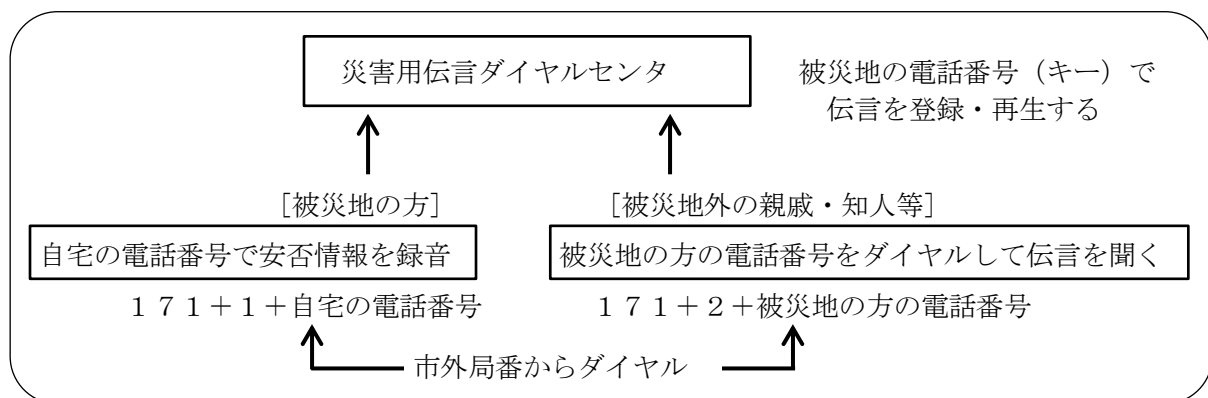 災害用伝言ダイヤルセンタ
被災地の電話番号（キー）で
伝言を登録・再生する
［被災地の方］
［被災地外の親戚・知人等］
自宅の電話番号で安否情報を録音
被災地の方の電話番号をダイヤルして伝言を聞く
１７１＋１＋自宅の電話番号
１７１＋２＋被災地の方の電話番号
市外局番からダイヤル